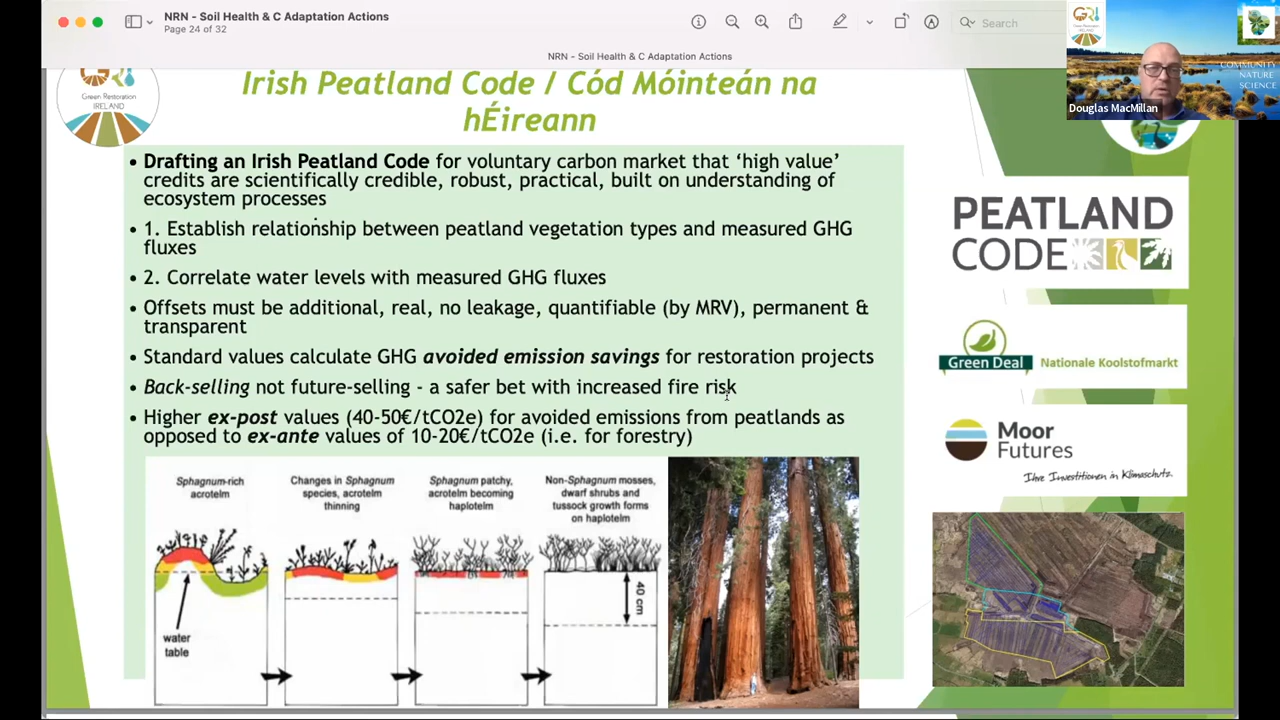 NRN - Soil Health & C Adaptation Actions
Page 24 of 32
Search
NRN - Soil Health & C Adaptation Actions
COMMUNITY
NATURE
SCIENCE
Douglas MacMillan
Green Restoration
IRELAND
Irish Peatland Code / Cód Móinteán na
hÉireann
• Drafting an Irish Peatland Code for voluntary carbon market that ‘high value’
credits are scientifically credible, robust, practical, built on understanding of
ecosystem processes
• 1. Establish relationship between peatland vegetation types and measured GHG
fluxes
• 2. Correlate water levels with measured GHG fluxes
• Offsets must be additional, real, no leakage, quantifiable (by MRV), permanent &
transparent
• Standard values calculate GHG avoided emission savings for restoration projects
• Back-selling not future-selling - a safer bet with increased fire risk
• Higher ex-post values (40-50€/tCO2e) for avoided emissions from peatlands as
opposed to ex-ante values of 10-20€/tCO2e (i.e. for forestry)
Sphagnum-rich
acrotelm
Changes in Sphagnum
species, acrotelm
thinning
Sphagnum patchy,
acrotelm becoming
haplotelm
Non-Sphagnum mosses,
dwarf shrubs and
tussock growth forms
on haplotelm
water
table
40 cm
PEATLAND
CODE
Green Deal
Nationale Koolstofmarkt
Moor
Futures
Ihre Investitionen in Klimaschutz.